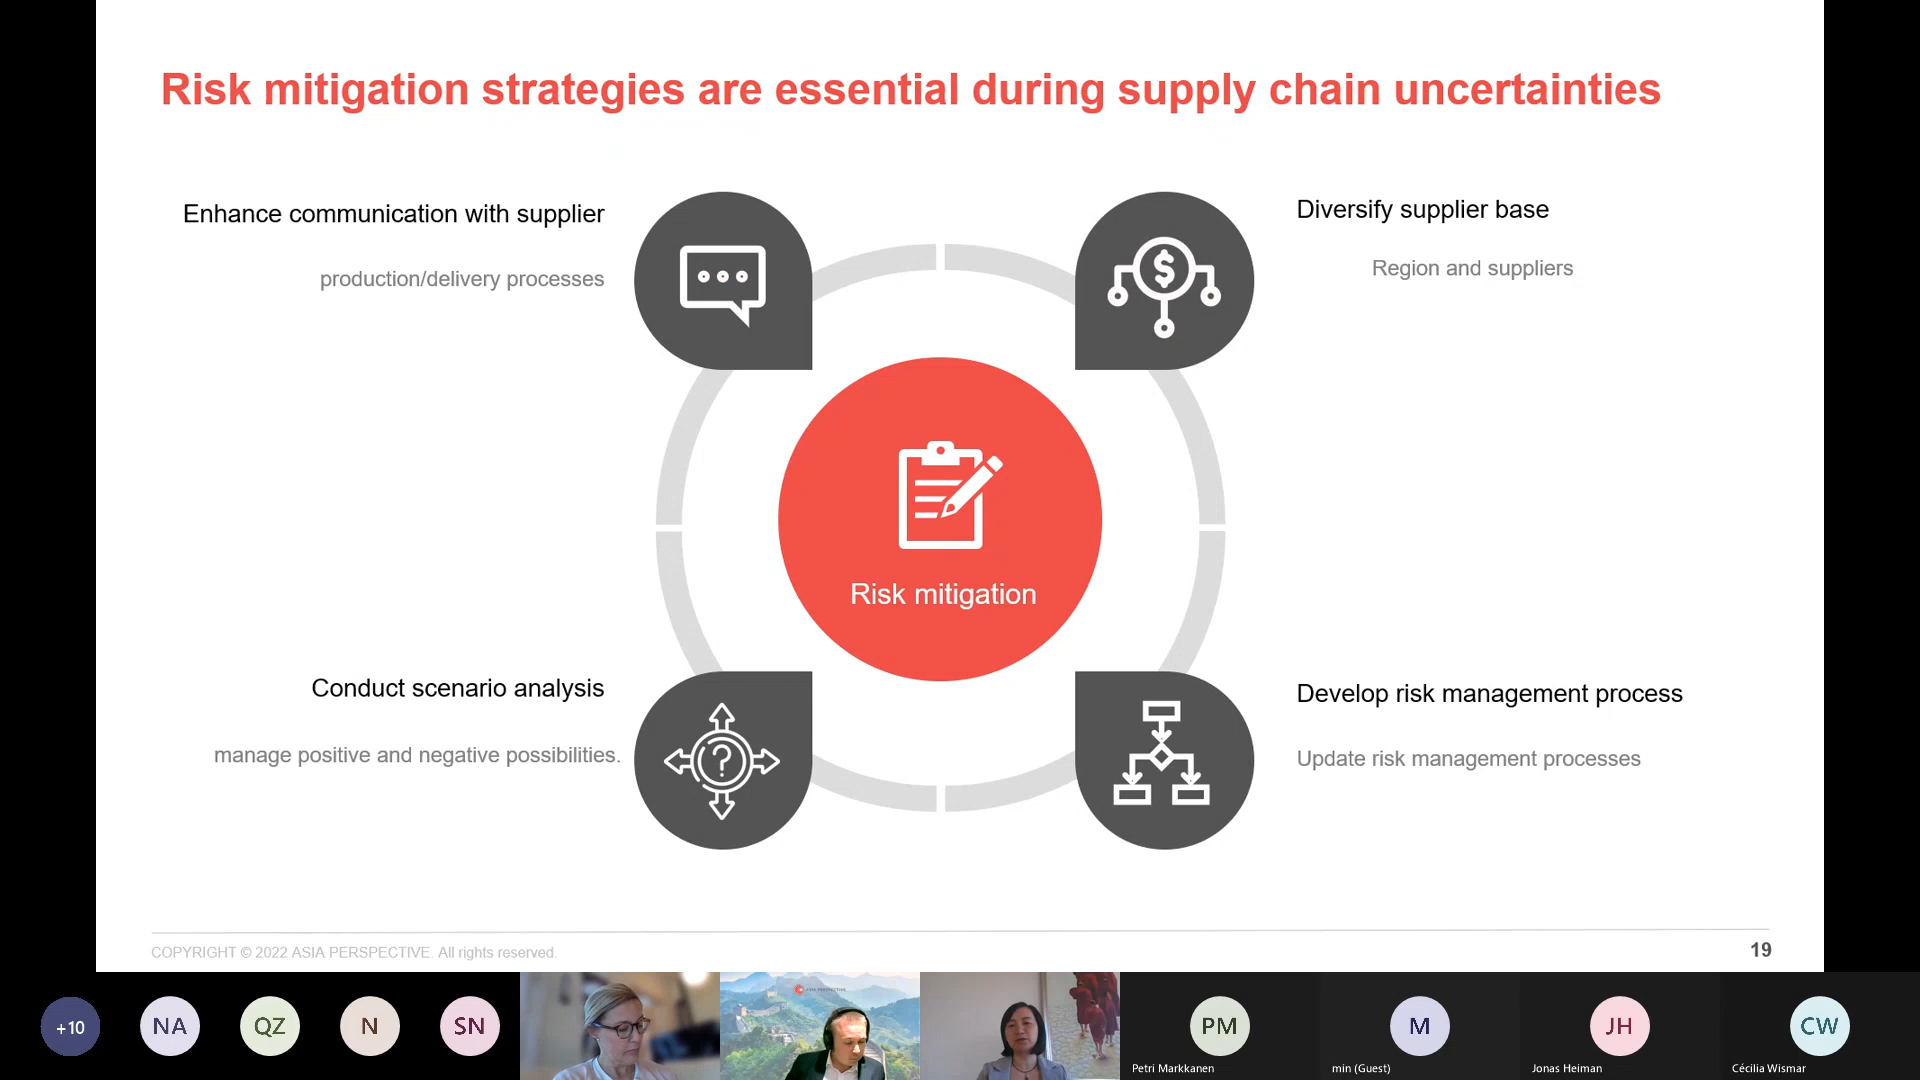 Risk mitigation strategies are essential during supply chain uncertainties
Enhance communication with supplier
production/delivery processes
Diversify supplier base
Region and suppliers
$
Risk mitigation
Conduct scenario analysis
manage positive and negative possibilities.
?
Develop risk management process
Update risk management processes
COPYRIGHT © 2022 ASIA PERSPECTIVE. All rights reserved.
19
+10
NA
QZ
N
SN
ASIA PERSPECTIVE
PM
Petri Markkanen
M
min (Guest)
JH
Jonas Heiman
CW
Cécilia Wismar